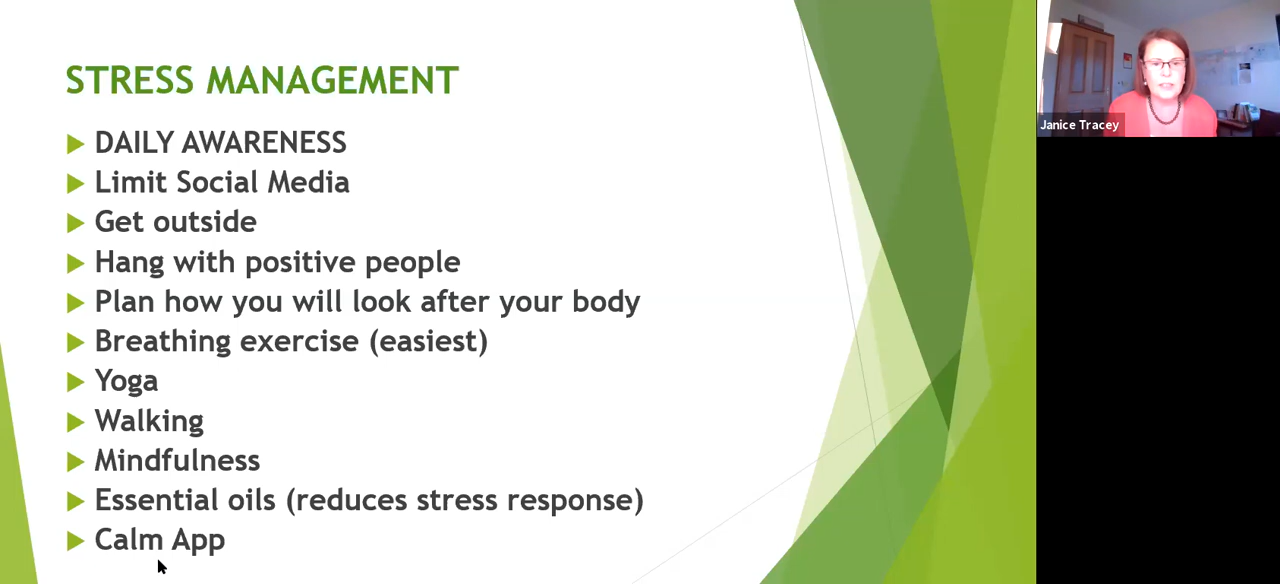 STRESS MANAGEMENT
DAILY AWARENESS
Limit Social Media
Get outside
Hang with positive people
Plan how you will look after your body
Breathing exercise (easiest)
Yoga
Walking
Mindfulness
Essential oils (reduces stress response)
Calm App
Janice Tracey